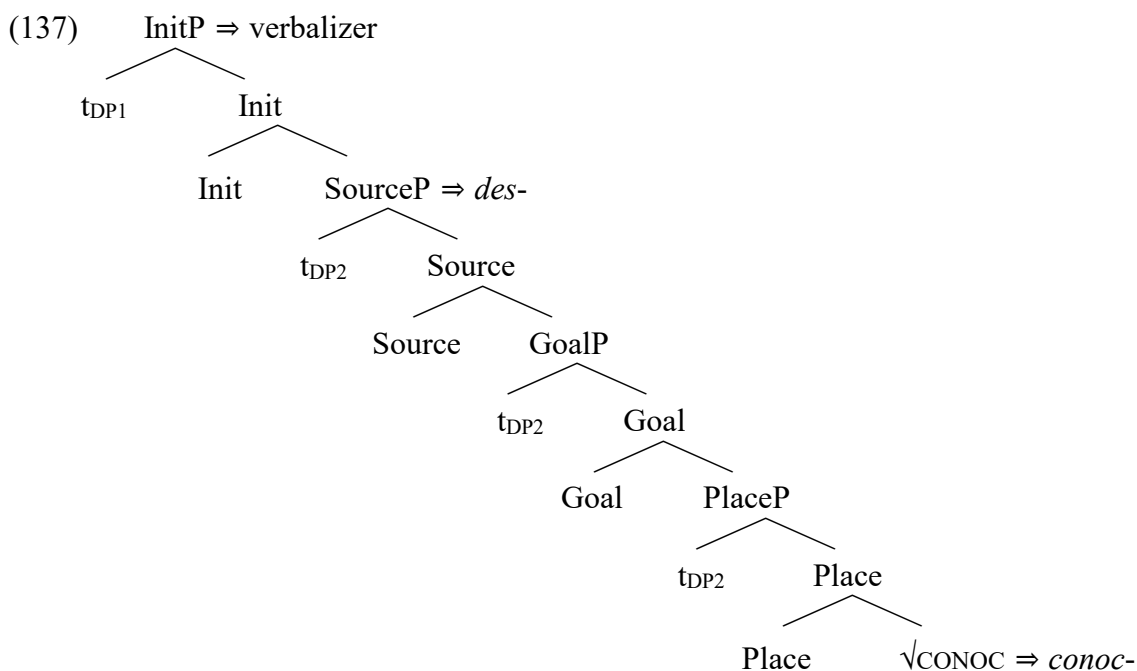 (137) InitP ⇒ verbalizer
tDP1 Init
Init SourceP ⇒ des-
tDP2 Source
Source GoalP
tDP2 Goal
Goal PlaceP
tDP2 Place
Place √CONOC ⇒ conoc-